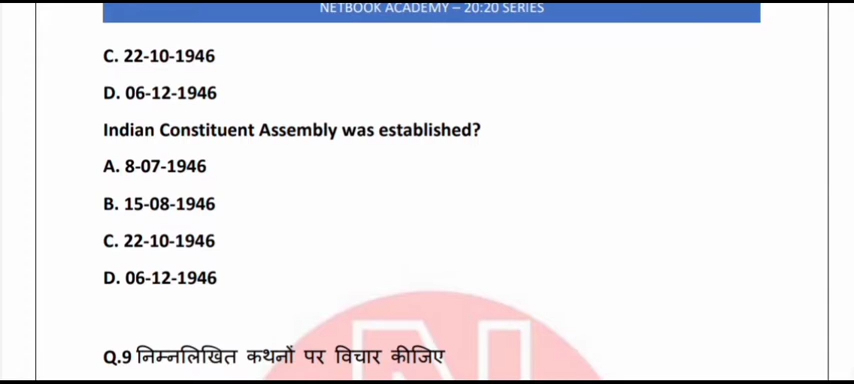 NETBOOK ACADEMY – 20:20 SERIES
C. 22-10-1946
D. 06-12-1946
Indian Constituent Assembly was established?
A. 8-07-1946
B. 15-08-1946
C. 22-10-1946
D. 06-12-1946
Q.9 निम्नलिखित कथनों पर विचार कीजिए